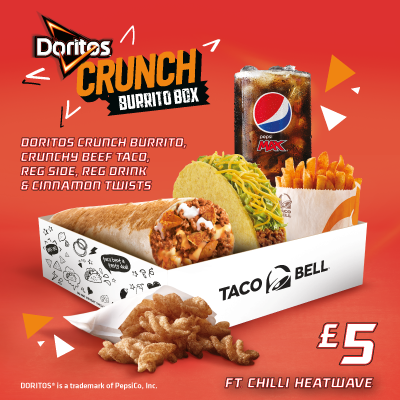 Doritos
CRUNCH
BURRITO BOX
DORITOS CRUNCH BURRITO,
CRUNCHY BEEF TACO,
REG SIDE, REG DRINK
& CINNAMON TWISTS
pepsi
MAX
TACO BELL®
£5
FT CHILLI HEATWAVE
DORITOS® is a trademark of PepsiCo, Inc.